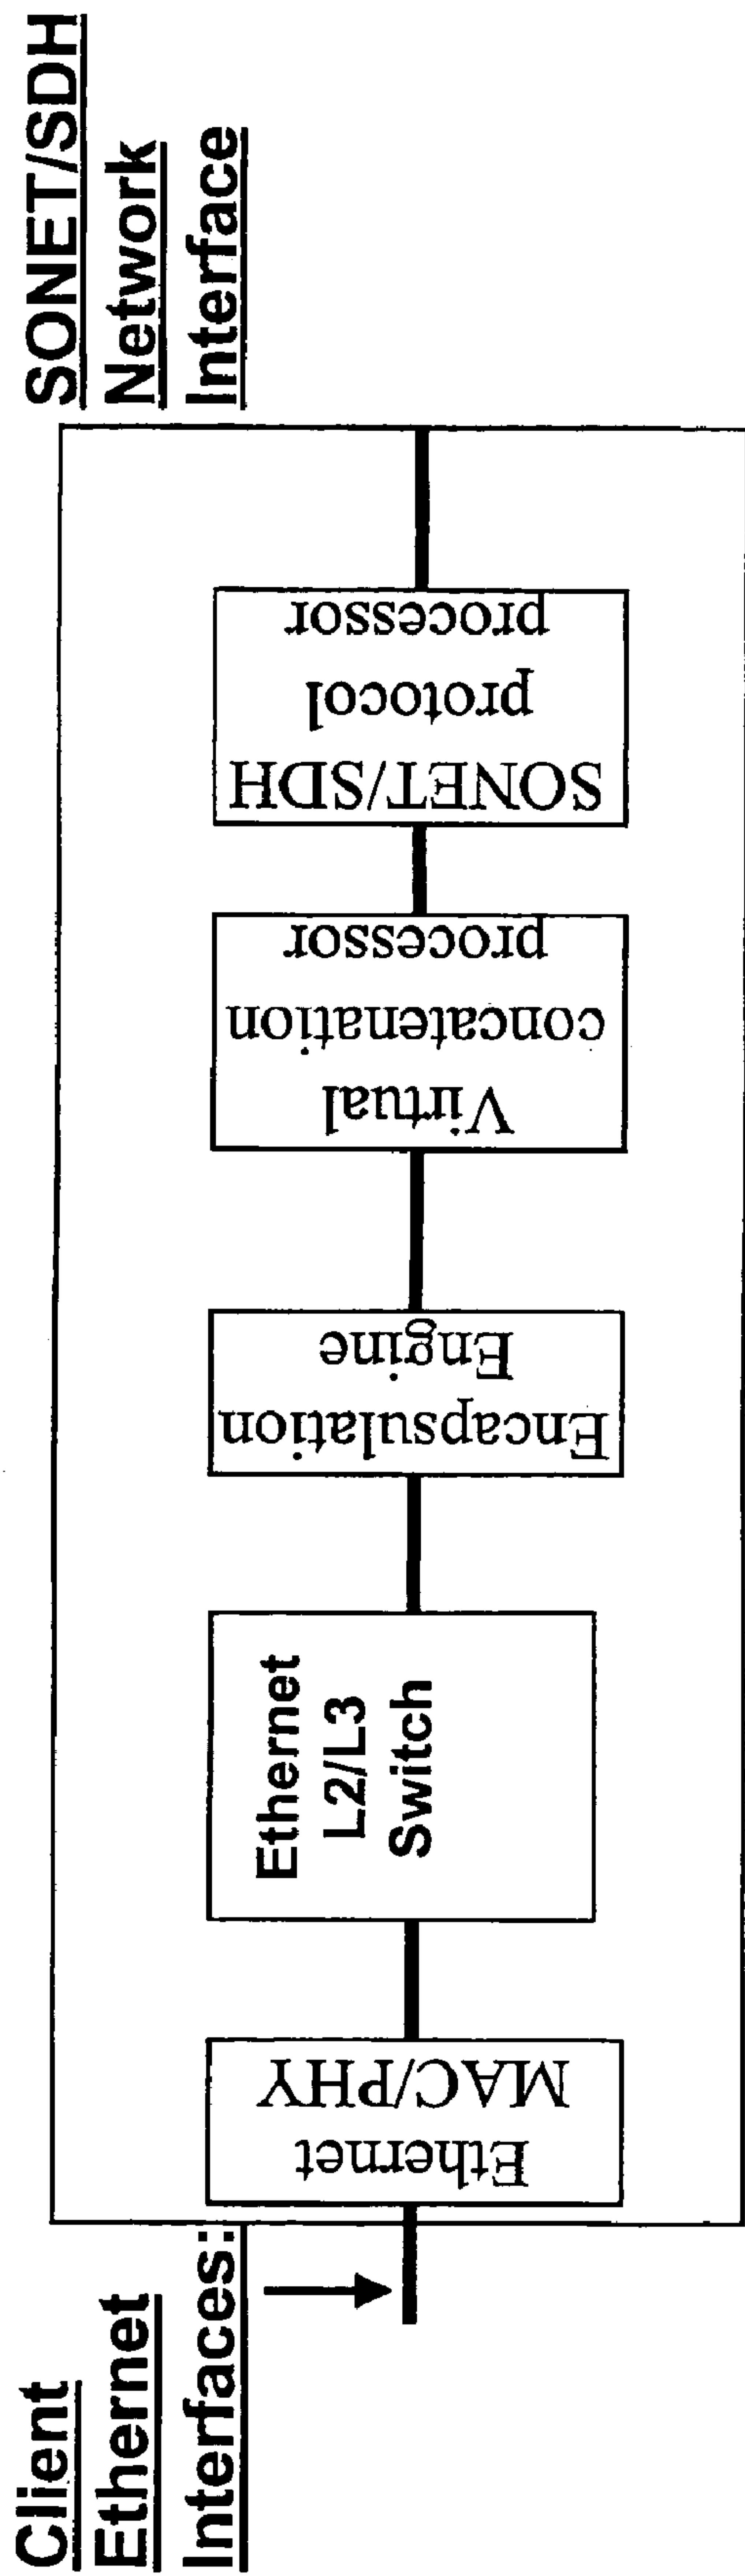 Client
Ethernet
Interfaces:
Ethernet
MAC/PHY
Ethernet
L2/L3
Switch
Encapsulation
Engine
Virtual
concatenation
processor
SONET/SDH
protocol
processor
SONET/SDH
Network
Interface